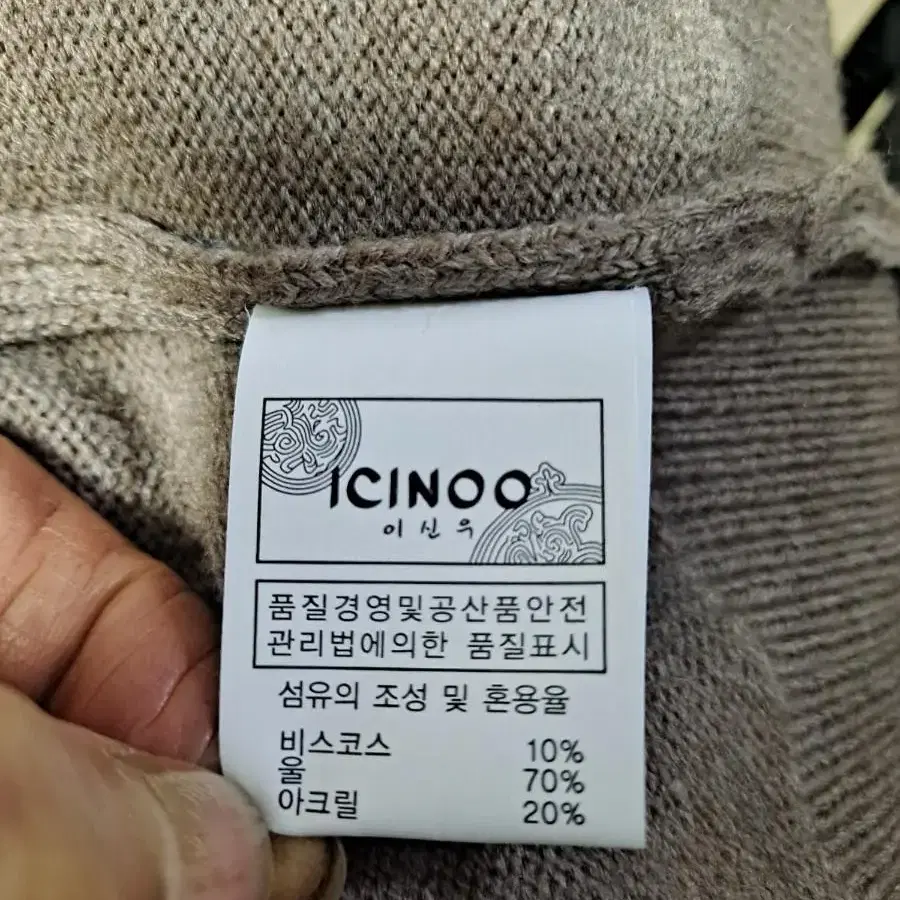 ICINOO
이신우
품질경영및공산품안전
관리법에의한 품질표시
섬유의 조성 및 혼용율
비스코스 10%
울 70%
아크릴 20%